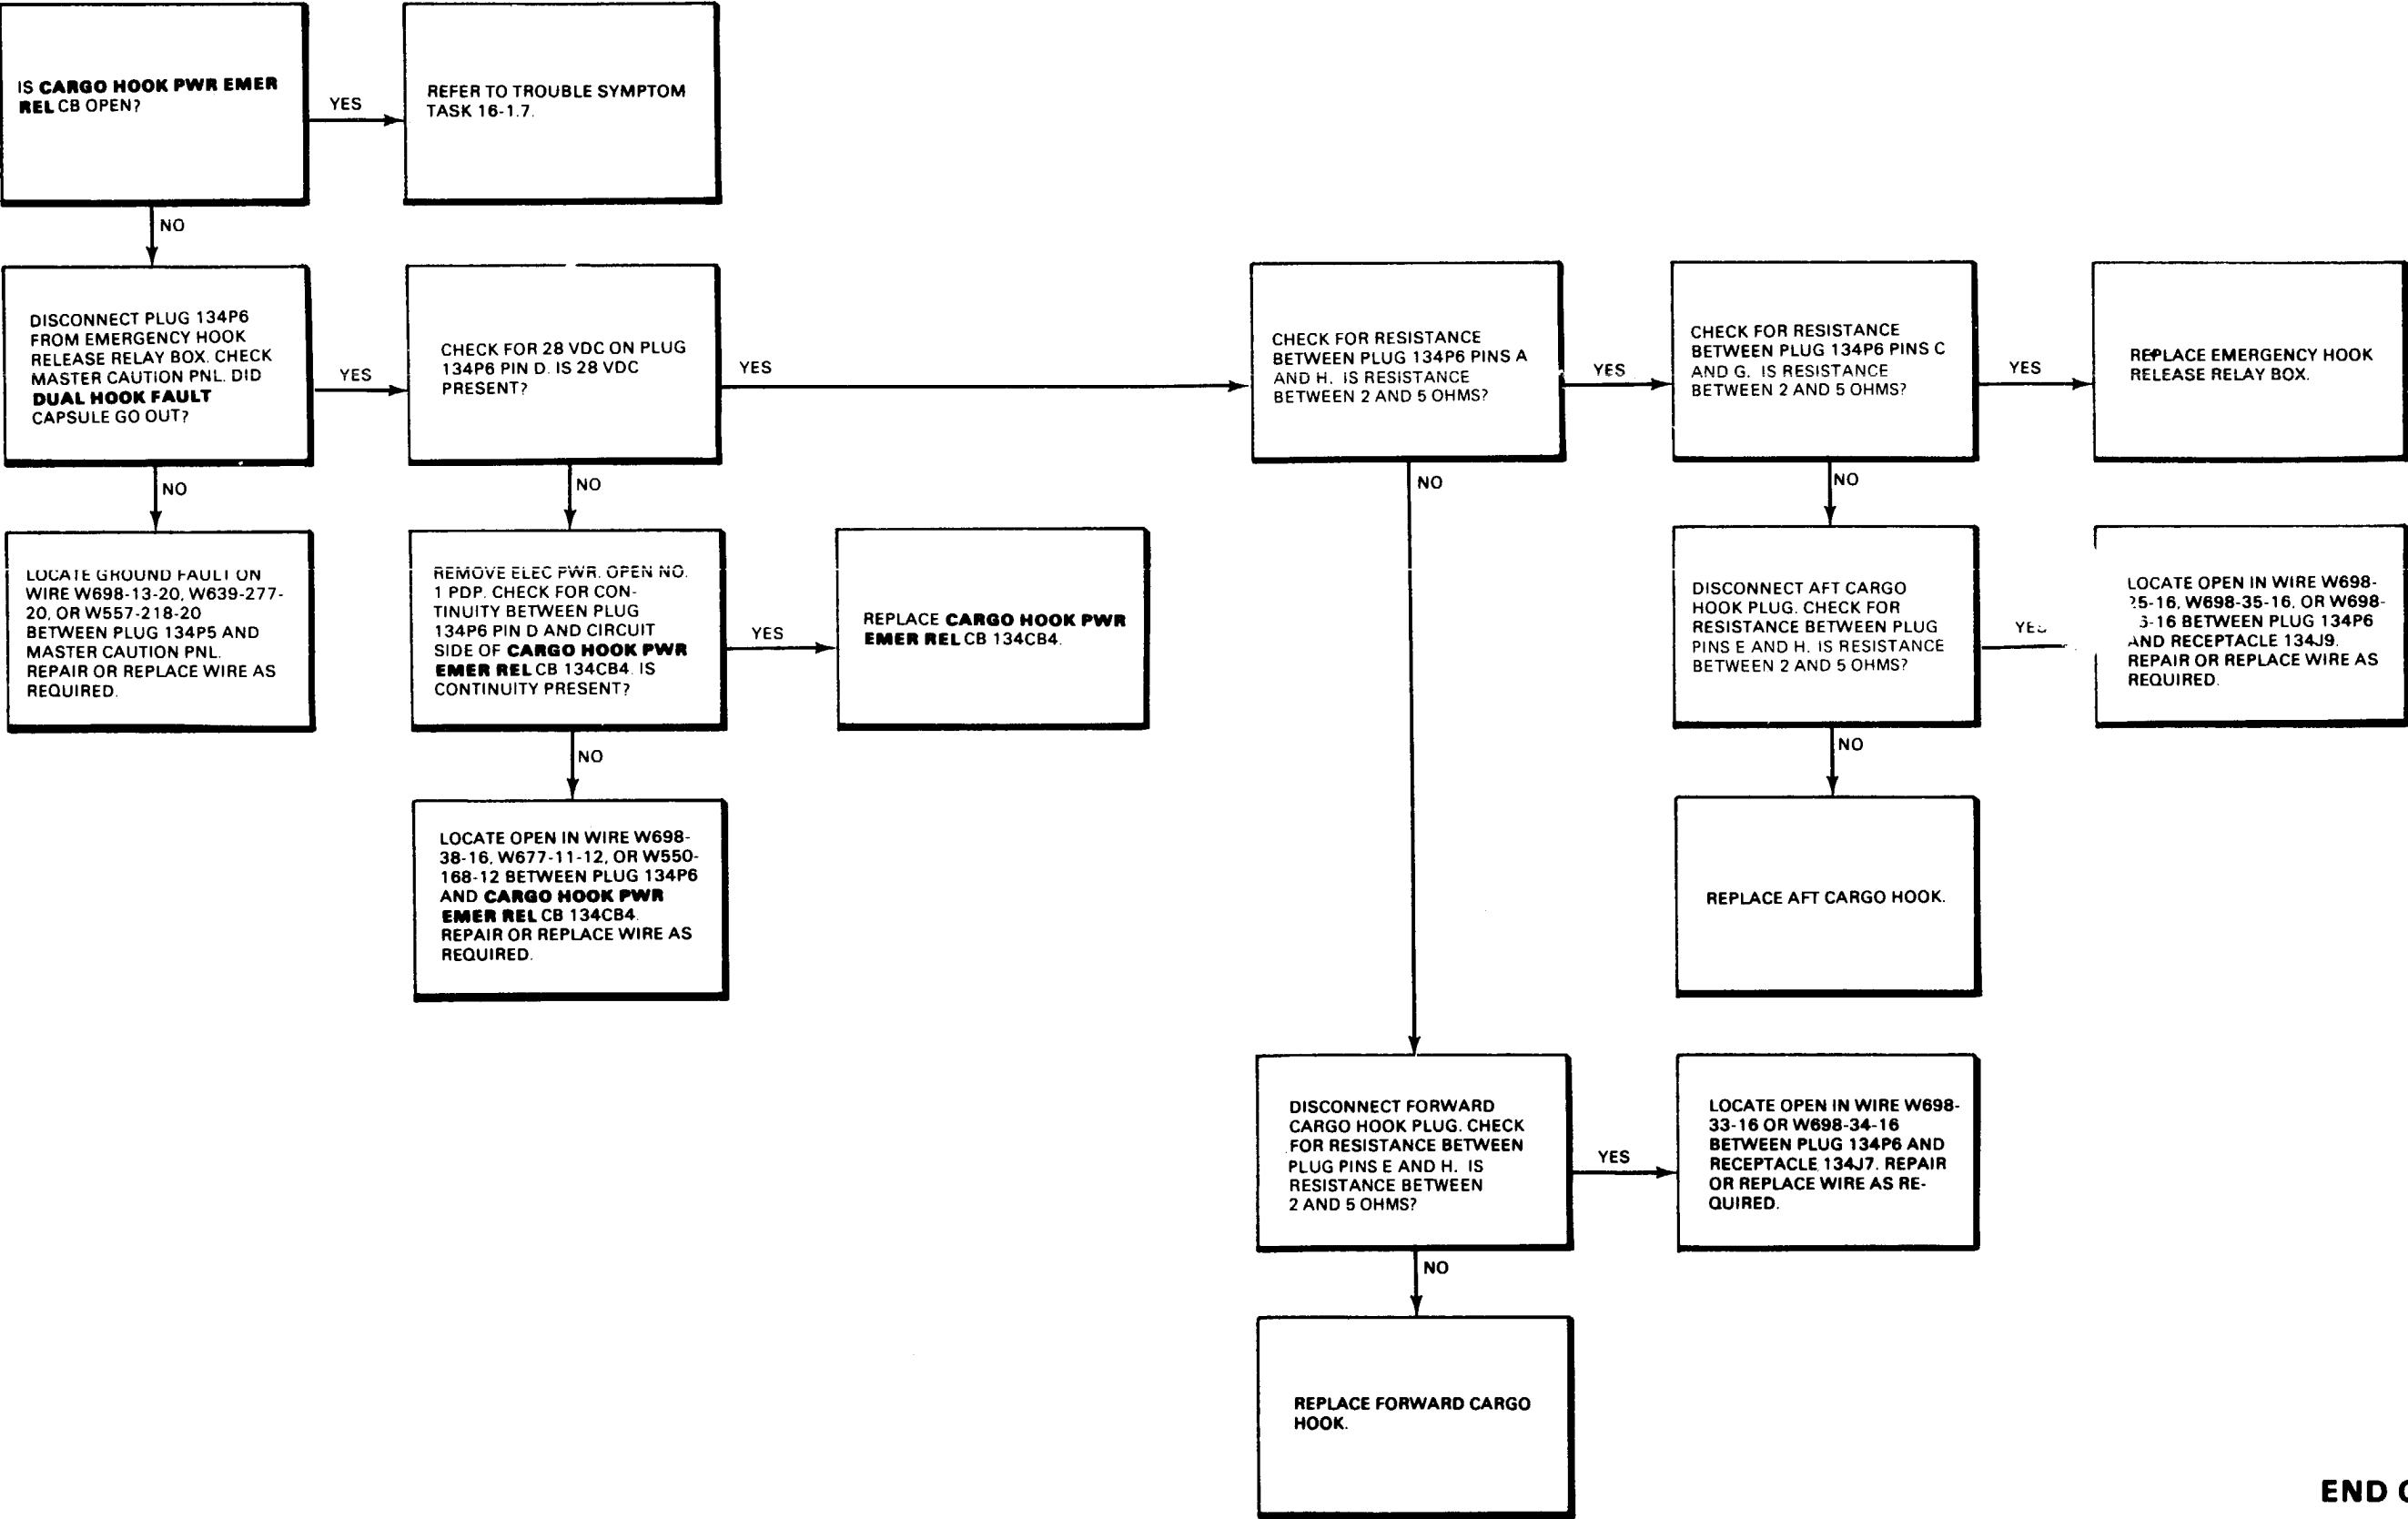 IS CARGO HOOK PWR EMER
REL CB OPEN?
YES
REFER TO TROUBLE SYMPTOM
TASK 16-1.7.
NO
DISCONNECT PLUG 134P6
FROM EMERGENCY HOOK
RELEASE RELAY BOX. CHECK
MASTER CAUTION PNL. DID
DUAL HOOK FAULT
CAPSULE GO OUT?
YES
CHECK FOR 28 VDC ON PLUG
134P6 PIN D. IS 28 VDC
PRESENT?
YES
CHECK FOR RESISTANCE
BETWEEN PLUG 134P6 PINS A
AND H. IS RESISTANCE
BETWEEN 2 AND 5 OHMS?
YES
CHECK FOR RESISTANCE
BETWEEN PLUG 134P6 PINS C
AND G. IS RESISTANCE
BETWEEN 2 AND 5 OHMS?
YES
REPLACE EMERGENCY HOOK
RELEASE RELAY BOX.
NO
NO
NO
NO
LOCATE GROUND FAULT ON
WIRE W698-13-20, W639-277-
20, OR W557-218-20
BETWEEN PLUG 134P5 AND
MASTER CAUTION PNL.
REPAIR OR REPLACE WIRE AS
REQUIRED.
REMOVE ELEC PWR. OPEN NO.
1 PDP. CHECK FOR CON-
TINUITY BETWEEN PLUG
134P6 PIN D AND CIRCUIT
SIDE OF CARGO HOOK PWR
EMER REL CB 134CB4. IS
CONTINUITY PRESENT?
YES
REPLACE CARGO HOOK PWR
EMER REL CB 134CB4.
DISCONNECT AFT CARGO
HOOK PLUG. CHECK FOR
RESISTANCE BETWEEN PLUG
PINS E AND H. IS RESISTANCE
BETWEEN 2 AND 5 OHMS?
YES
LOCATE OPEN IN WIRE W698-
W698-35-16, OR W698-
BETWEEN PLUG 134P6
AND RECEPTACLE 134J9.
REPAIR OR REPLACE WIRE AS
REQUIRED.
NO
NO
LOCATE OPEN IN WIRE W698-
38-16, W677-11-12, OR W550-
168-12 BETWEEN PLUG 134P6
AND CARGO HOOK PWR
EMER REL CB 134CB4.
REPAIR OR REPLACE WIRE AS
REQUIRED.
REPLACE AFT CARGO HOOK.
DISCONNECT FORWARD
CARGO HOOK PLUG. CHECK
FOR RESISTANCE BETWEEN
PLUG PINS E AND H. IS
RESISTANCE BETWEEN
2 AND 5 OHMS?
YES
LOCATE OPEN IN WIRE W698-
33-16 OR W698-34-16
BETWEEN PLUG 134P6 AND
RECEPTACLE 134J7. REPAIR
OR REPLACE WIRE AS RE-
QUIRED.
NO
REPLACE FORWARD CARGO
HOOK.
END